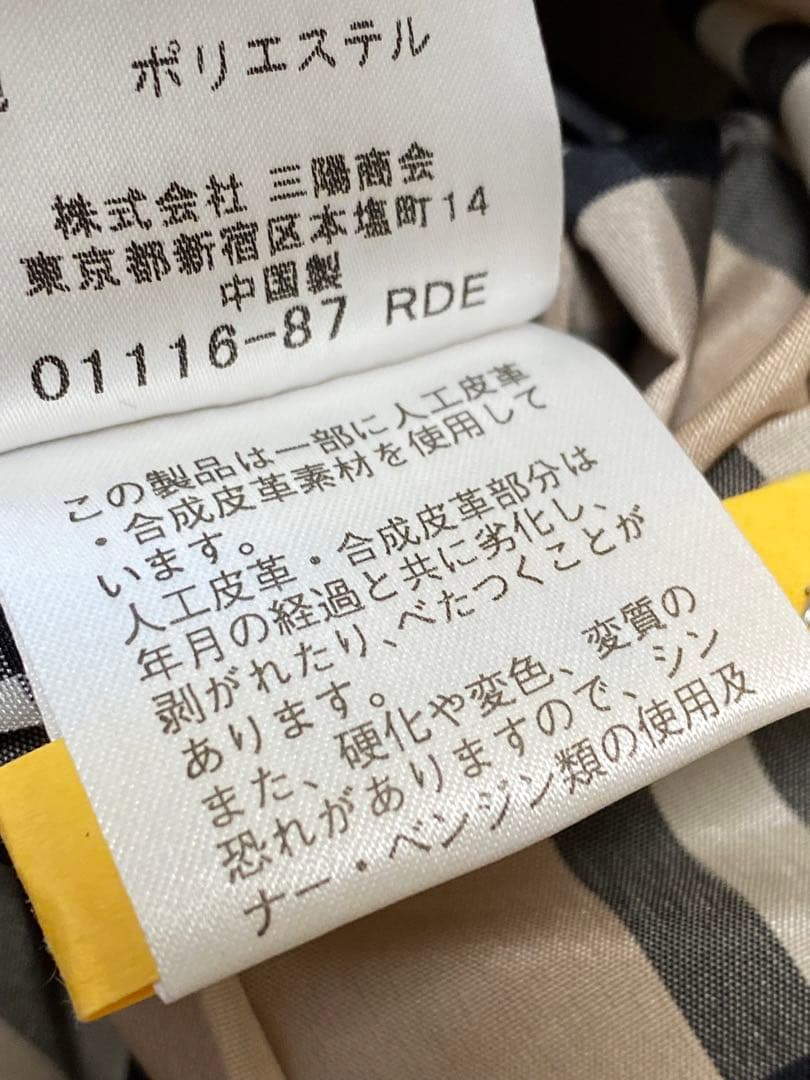 ポリエステル
株式会社 三陽商会
東京都新宿区本塩町14
中国製
01116-87 RDE
この製品は一部に人工皮革
・合成皮革素材を使用して
います。
人工皮革・合成皮革部分は
年月の経過と共に劣化し、
剥がれたり、べたつくことが
あります。
また、硬化や変色、変質の
恐れがありますので、シン
ナー・ベンジン類の使用及